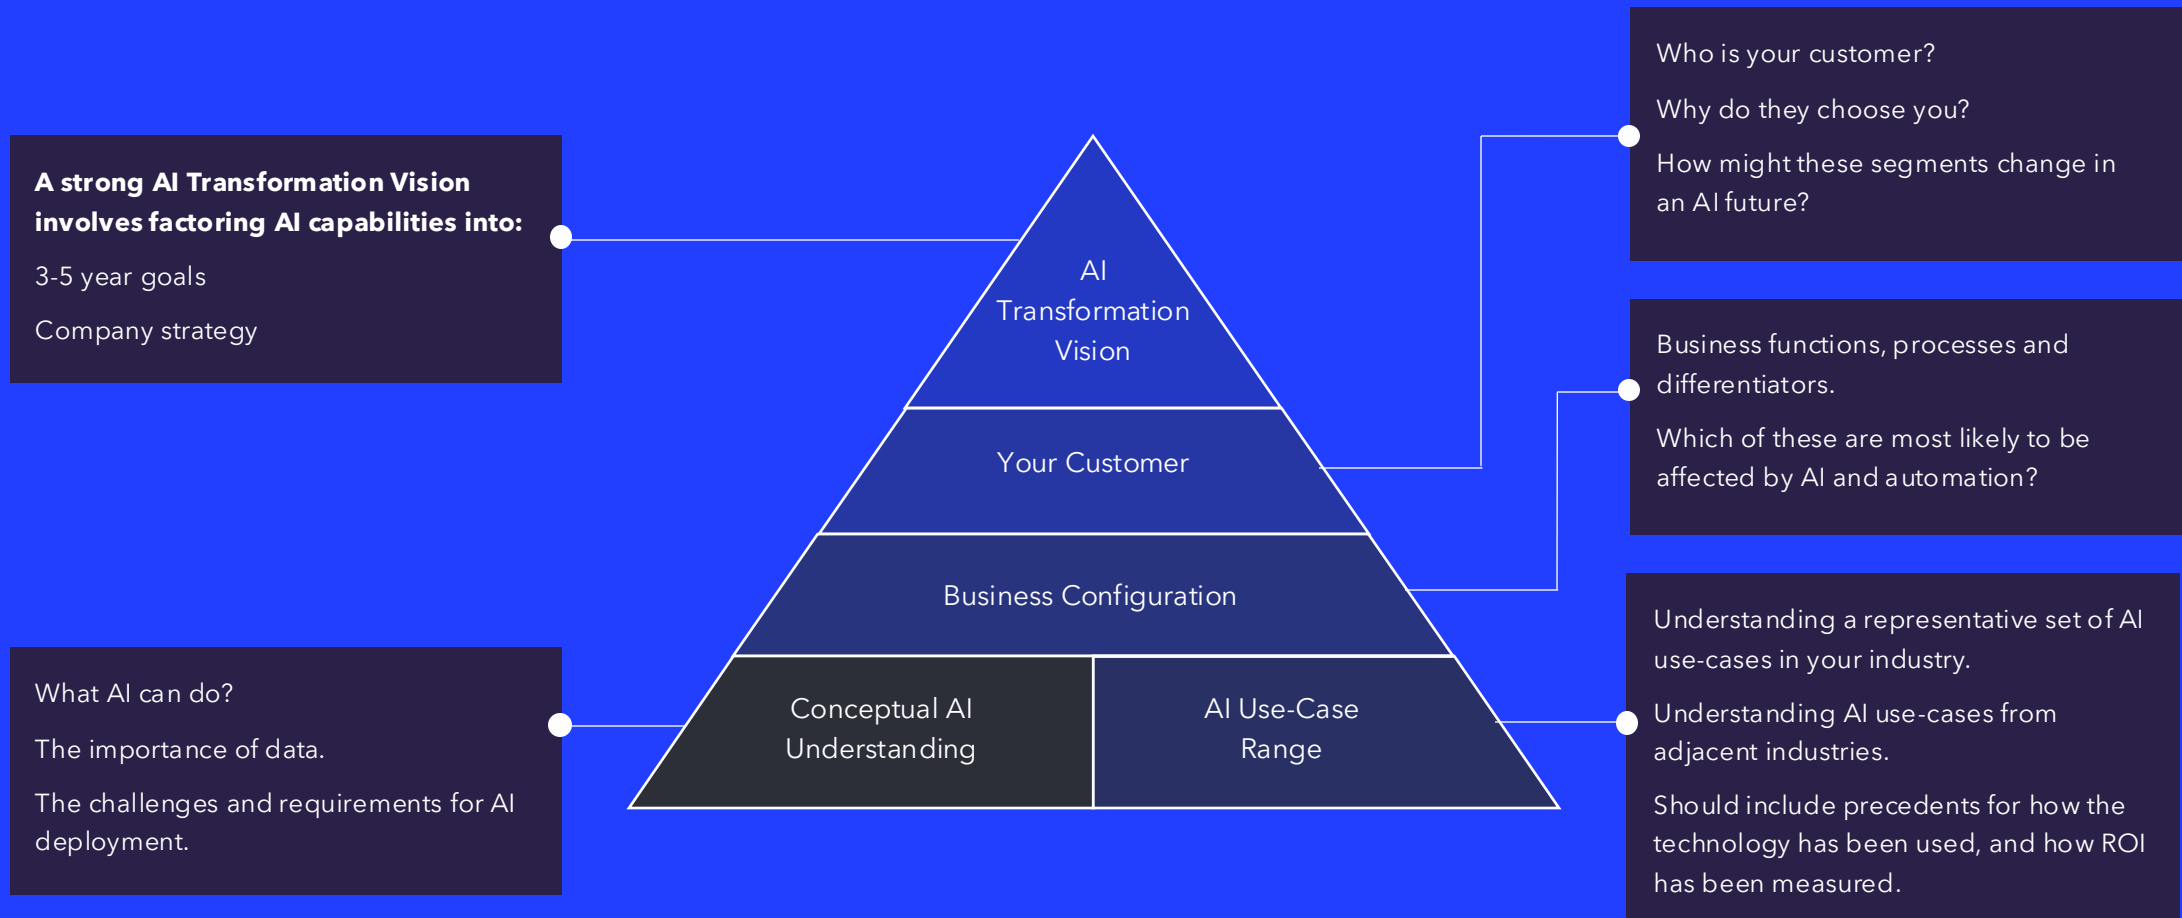 A strong AI Transformation Vision
involves factoring AI capabilities into:
3-5 year goals
Company strategy
What AI can do?
The importance of data.
The challenges and requirements for AI
deployment.
AI
Transformation
Vision
Your Customer
Business Configuration
Conceptual AI
Understanding
AI Use-Case
Range
Who is your customer?
Why do they choose you?
How might these segments change in
an AI future?
Business functions, processes and
differentiators.
Which of these are most likely to be
affected by AI and automation?
Understanding a representative set of AI
use-cases in your industry.
Understanding AI use-cases from
adjacent industries.
Should include precedents for how the
technology has been used, and how ROI
has been measured.